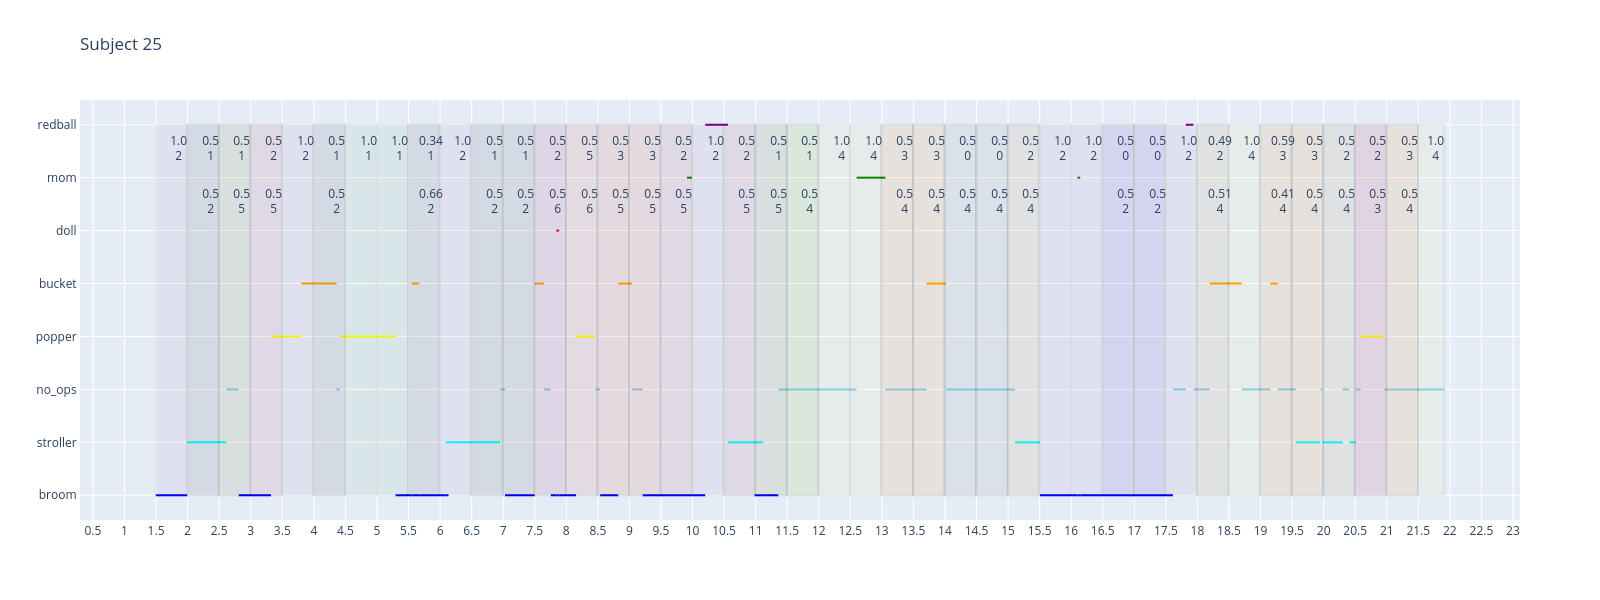 Subject 25
redball
1.0 0.5 0.5 0.5 1.0 0.5 1.0 1.0 0.34 1.0 0.5 0.5 0.5 0.5 0.5 0.5 0.5 1.0 0.5 0.5 0.5 1.0 1.0 0.5 0.5 0.5 0.5 0.5 1.0 1.0 0.5 0.5 1.0 0.49 1.0 0.59 0.5 0.5 0.5 0.5 1.0
2 1 1 2 2 1 1 1 1 2 1 1 2 5 3 3 2 2 2 1 1 4 4 3 3 0 0 2 2 2 0 0 2 2 4 3 3 2 2 3 4
mom
0.5 0.5 0.5 0.5 0.66 0.5 0.5 0.5 0.5 0.5 0.5 0.5 0.5 0.5 0.5 0.5 0.5 0.5 0.5 0.5 0.5 0.5 0.51 0.41 0.5 0.5 0.5 0.5
2 5 5 2 2 2 2 6 6 5 5 5 5 5 4 4 4 4 4 4 2 2 4 4 4 4 3 4
doll
bucket
popper
no_ops
stroller
broom
0.5 1 1.5 2 2.5 3 3.5 4 4.5 5 5.5 6 6.5 7 7.5 8 8.5 9 9.5 10 10.5 11 11.5 12 12.5 13 13.5 14 14.5 15 15.5 16 16.5 17 17.5 18 18.5 19 19.5 20 20.5 21 21.5 22 22.5 23